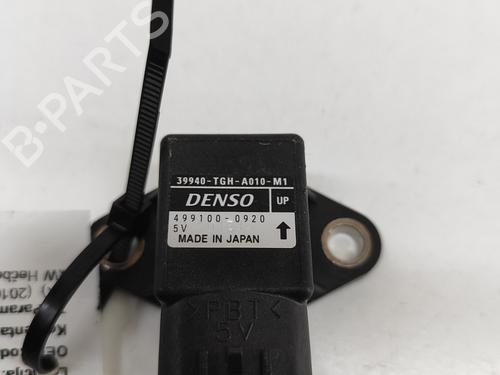 39940-TGH-A010-M1
DENSO UP
499100-0920
5V
MADE IN JAPAN
>PBT<
5V
B-PARTS